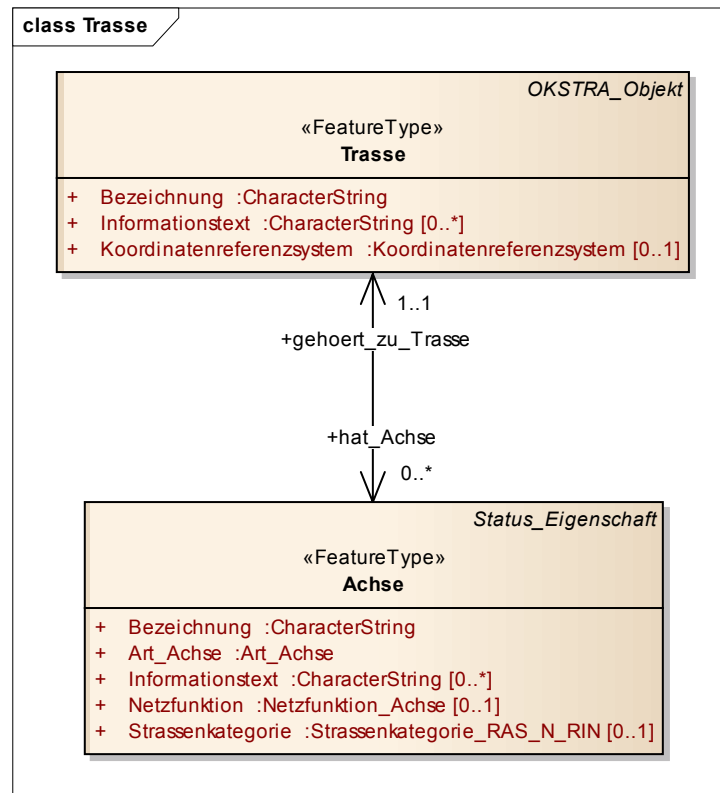 class Trasse
OKSTRA_Objekt
«FeatureType»
Trasse
+ Bezeichnung :CharacterString
+ Informationstext :CharacterString [0..*]
+ Koordinatenreferenzsystem :Koordinatenreferenzsystem [0..1]
1..1
+gehoert_zu_Trasse
+hat_Achse
0..*
Status_Eigenschaft
«FeatureType»
Achse
+ Bezeichnung :CharacterString
+ Art_Achse :Art_Achse
+ Informationstext :CharacterString [0..*]
+ Netzfunktion :Netzfunktion_Achse [0..1]
+ Strassenkategorie :Strassenkategorie_RAS_N_RIN [0..1]